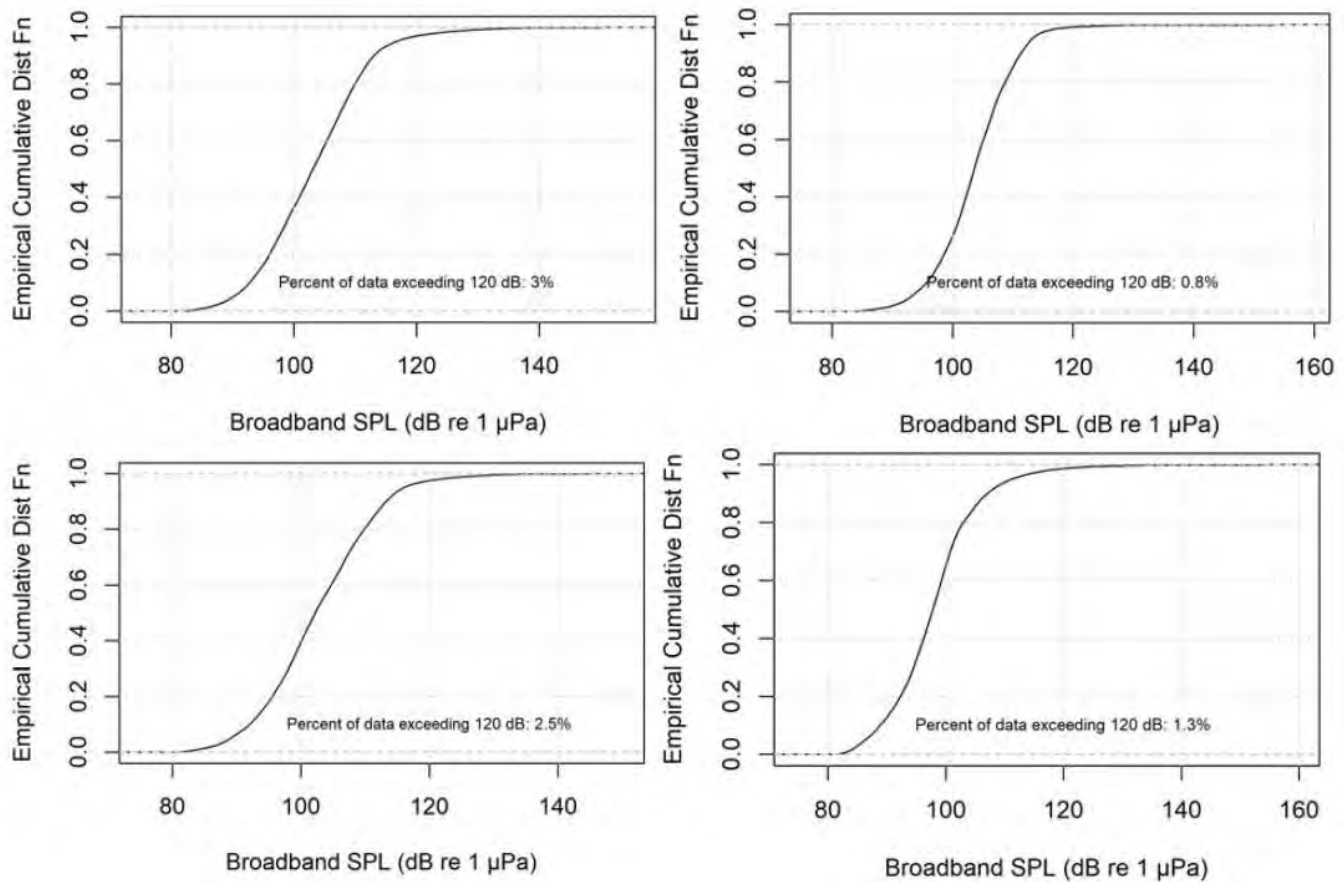 Empirical Cumulative Dist Fn
1.0
0.8
0.6
0.4
0.2
0.0
Percent of data exceeding 120 dB: 3%
80 100 120 140
Broadband SPL (dB re 1 µPa)
Empirical Cumulative Dist Fn
1.0
0.8
0.6
0.4
0.2
0.0
Percent of data exceeding 120 dB: 0.8%
80 100 120 140 160
Broadband SPL (dB re 1 µPa)
Empirical Cumulative Dist Fn
1.0
0.8
0.6
0.4
0.2
0.0
Percent of data exceeding 120 dB: 2.5%
80 100 120 140
Broadband SPL (dB re 1 µPa)
Empirical Cumulative Dist Fn
1.0
0.8
0.6
0.4
0.2
0.0
Percent of data exceeding 120 dB: 1.3%
80 100 120 140 160
Broadband SPL (dB re 1 µPa)